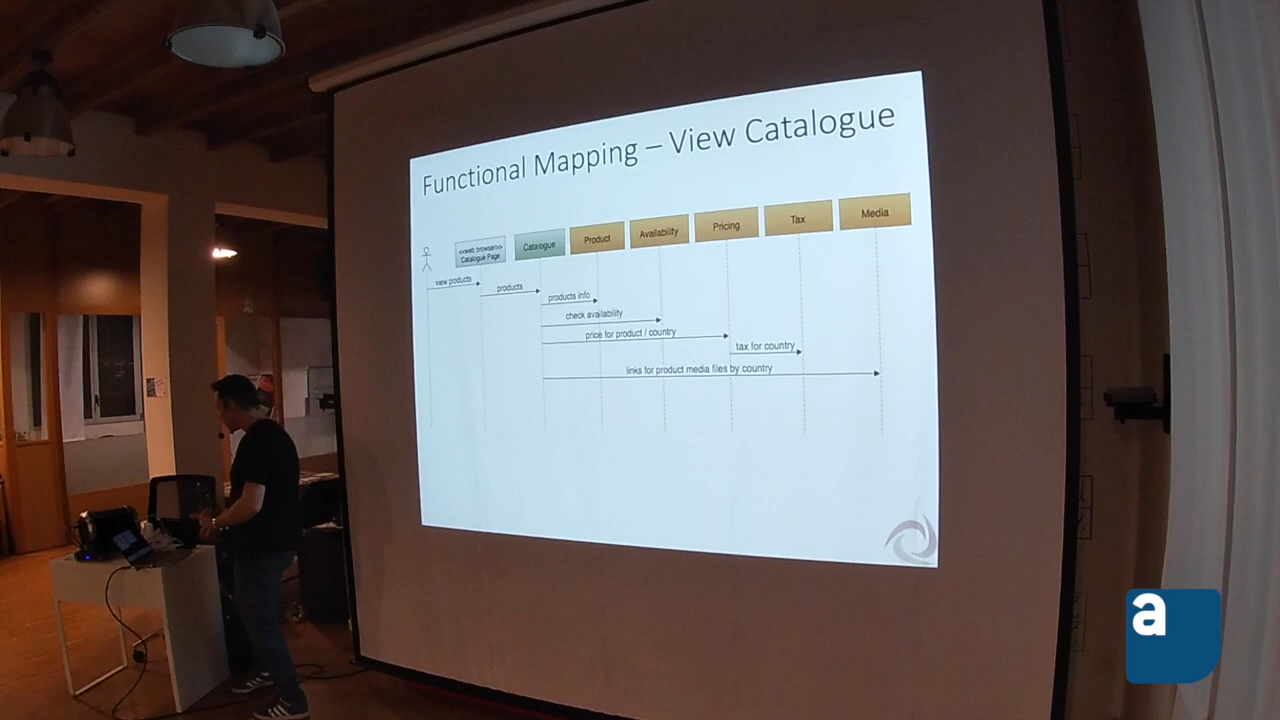 Functional Mapping – View Catalogue
<<web browser>>
Catalogue Page
Catalogue
Product
Availability
Pricing
Tax
Media
view products
products
products info
check availability
price for product / country
tax for country
links for product media files by country
a